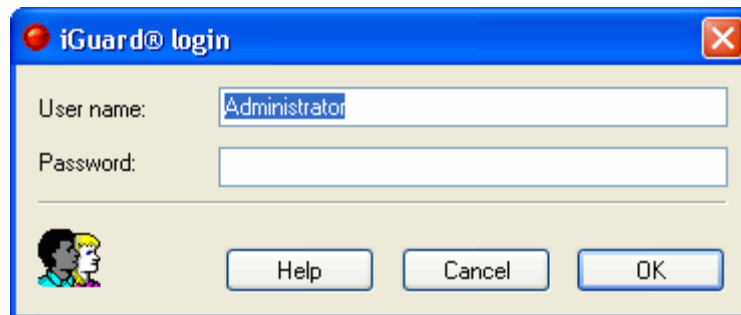 iGuard® login
User name:
Administrator
Password:
Help
Cancel
OK